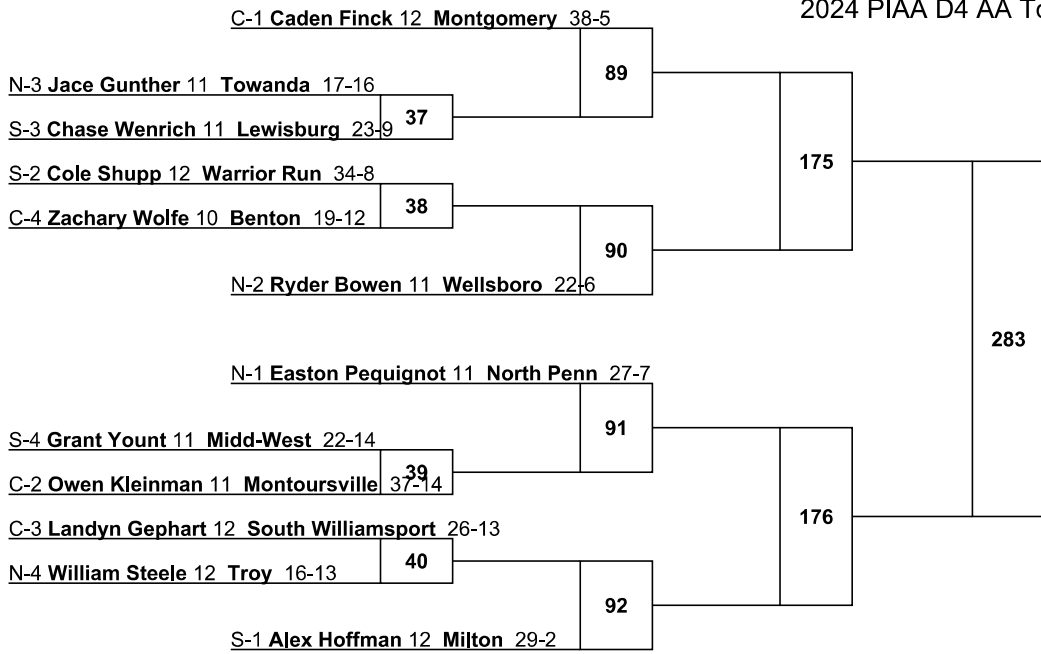 2024 PIAA D4 AA To
C-1 Caden Finck 12 Montgomery 38-5
89
N-3 Jace Gunther 11 Towanda 17-16
37
S-3 Chase Wenrich 11 Lewisburg 23-9
175
S-2 Cole Shupp 12 Warrior Run 34-8
38
C-4 Zachary Wolfe 10 Benton 19-12
90
N-2 Ryder Bowen 11 Wellsboro 22-6
283
N-1 Easton Pequignot 11 North Penn 27-7
91
S-4 Grant Yount 11 Midd-West 22-14
39
C-2 Owen Kleinman 11 Montoursville 37-14
176
C-3 Landyn Gephart 12 South Williamsport 26-13
40
N-4 William Steele 12 Troy 16-13
92
S-1 Alex Hoffman 12 Milton 29-2